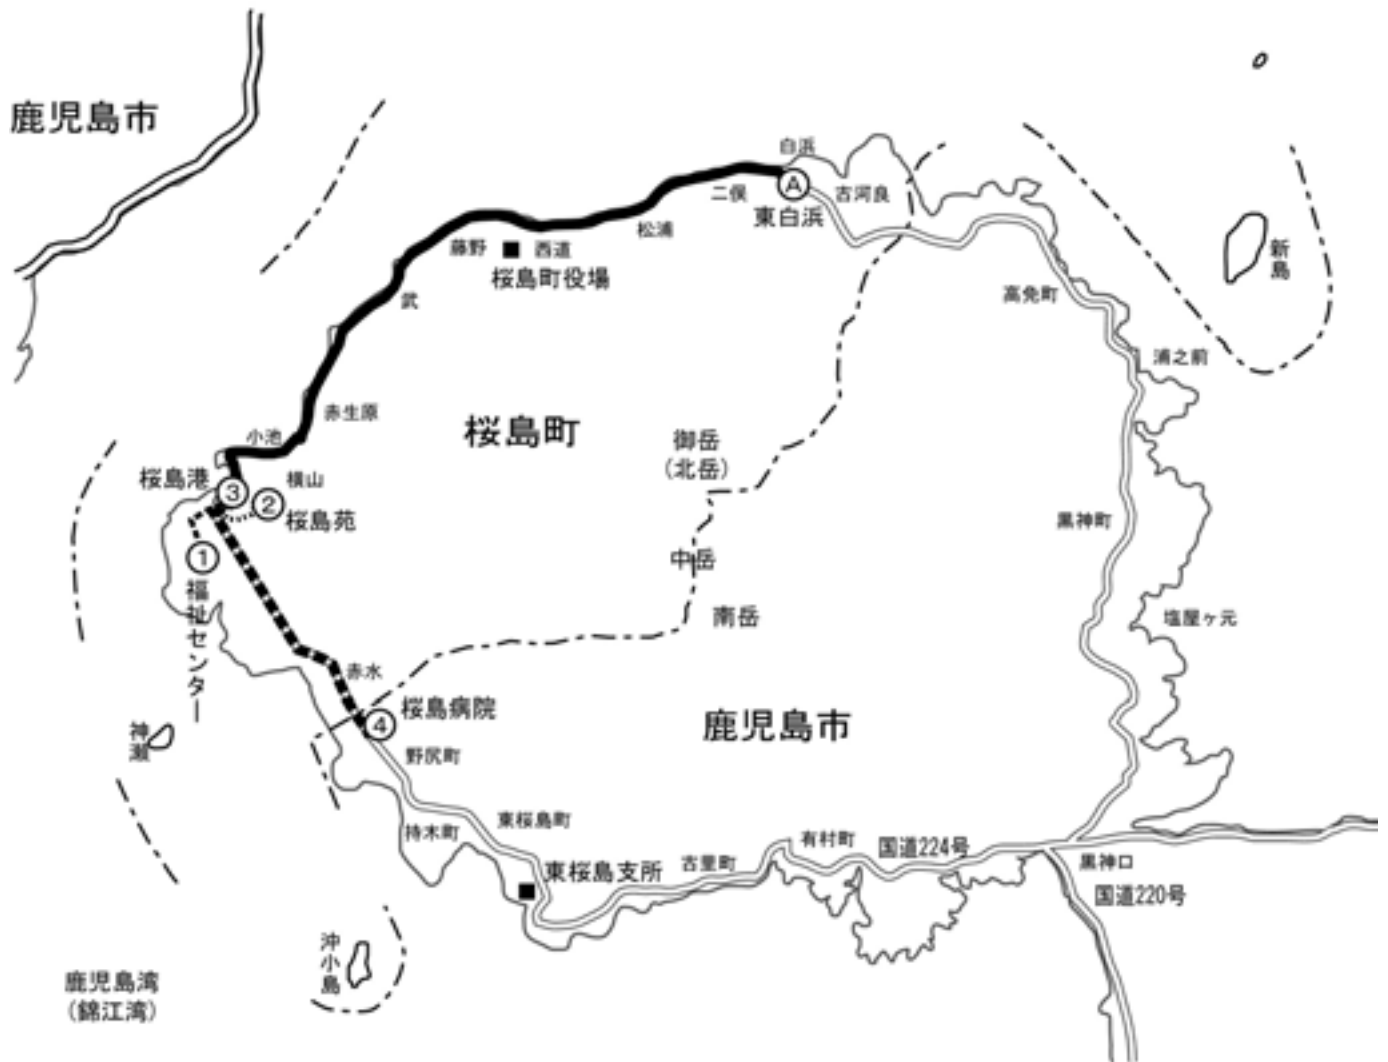 鹿児島市
白浜
Ⓐ
東白浜
二俣
古河良
松浦
藤野
西道
桜島町役場
武
新島
高免町
浦之前
赤生原
桜島町
小池
御岳
(北岳)
桜島港
③
横山
②
桜島苑
①
福祉センター
黒神町
中岳
南岳
塩屋ヶ元
赤水
④
桜島病院
鹿児島市
神瀬
野尻町
持木町
東桜島町
東桜島支所
古里町
有村町
国道224号
黒神口
国道220号
沖小島
鹿児島湾
(錦江湾)